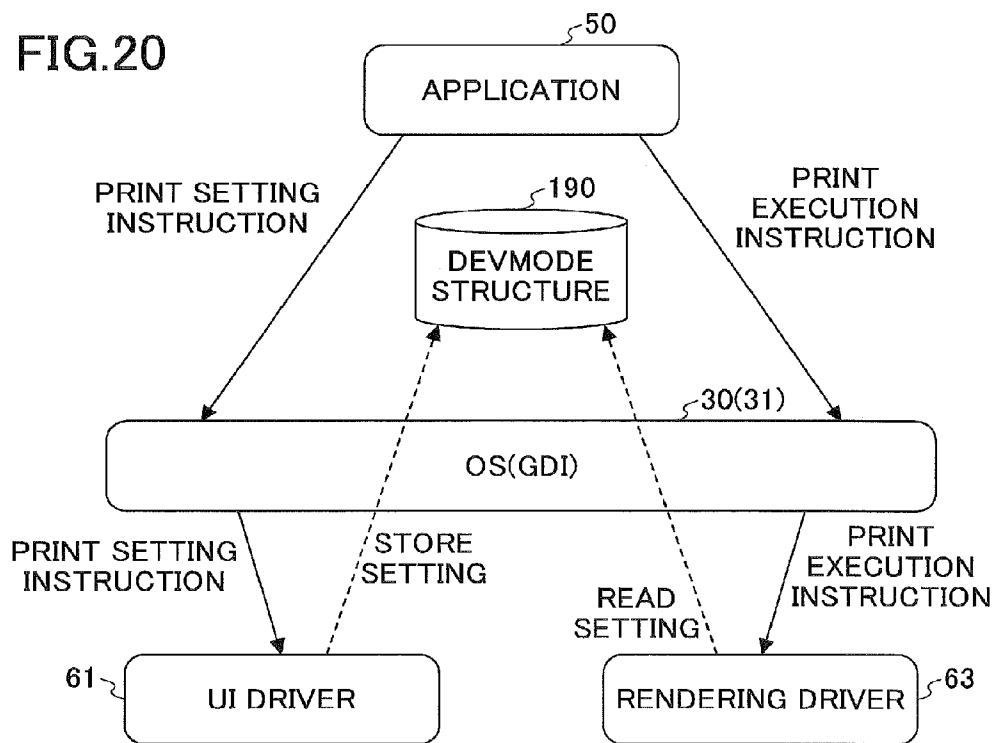 FIG.20
50
APPLICATION
PRINT SETTING
INSTRUCTION
190
DEVMODE
STRUCTURE
PRINT
EXECUTION
INSTRUCTION
30(31)
OS(GDI)
PRINT SETTING
INSTRUCTION
STORE
SETTING
READ
SETTING
PRINT
EXECUTION
INSTRUCTION
61
UI DRIVER
RENDERING DRIVER
63